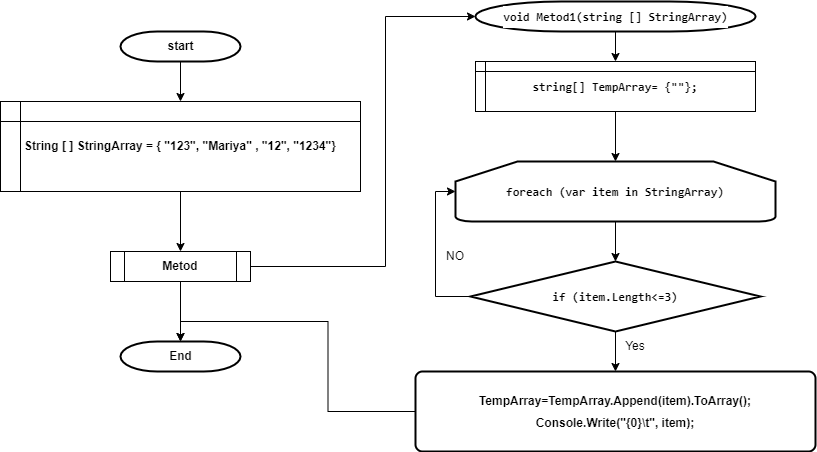 start
String [ ] StringArray = { "123", "Mariya" , "12", "1234"}
Metod
End
void Metod1(string [] StringArray)
string[] TempArray= {""};
foreach (var item in StringArray)
NO
if (item.Length<=3)
Yes
TempArray=TempArray.Append(item).ToArray();
Console.Write("{0}\t", item);